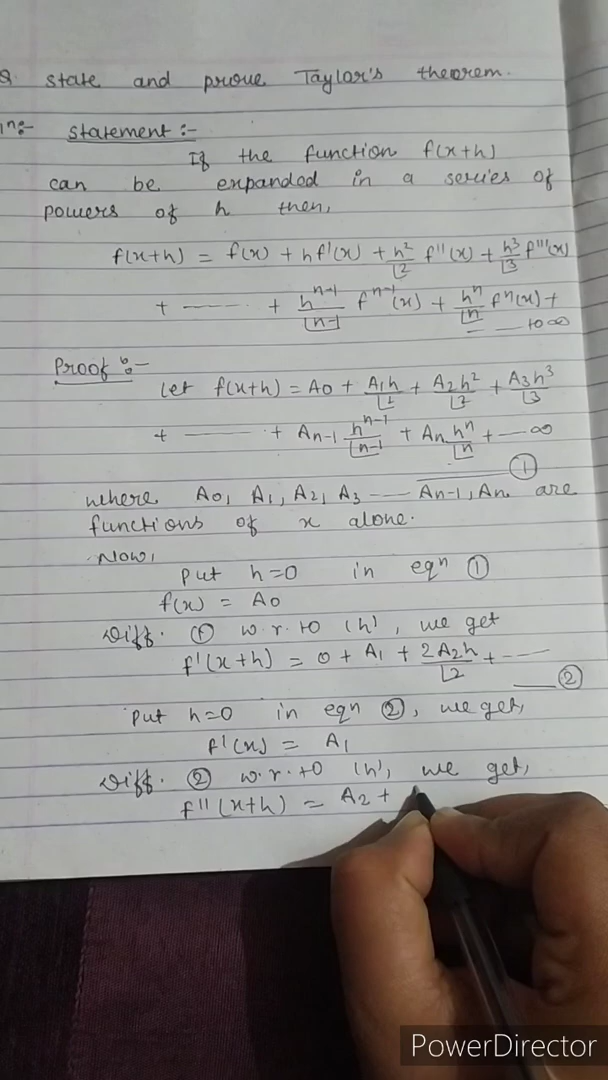 Q. state and prove Taylor's theorem.
Ans:- statement :-
If the function f(x+h)
can be expanded in a series of
powers of h then,
f(x+h) = f(x) + hf'(x) + h²/⌊2 f''(x) + h³/⌊3 f'''(x)
+ ------ + hⁿ⁻¹/⌊n-1 fⁿ⁻¹(x) + hⁿ/⌊n fⁿ(x) +
- --- to ∞
Proof :-
Let f(x+h) = A0 + A1h/⌊1 + A2h²/⌊2 + A3h³/⌊3
+ ------ + An-1 hⁿ⁻¹/⌊n-1 + An hⁿ/⌊n + --- ∞
------ ①
where A0, A1, A2, A3 ---- An-1, An are
functions of x alone.
Now,
put h=0 in eqn ①
f(x) = A0
Diff. ① w.r.to 'h', we get
f'(x+h) = 0 + A1 + 2A2h/⌊2 + ----
---- ②
put h=0 in eqn ②, we get,
f'(x) = A1
Diff. ② w.r.to 'h', we get,
f''(x+h) = A2 +
PowerDirector